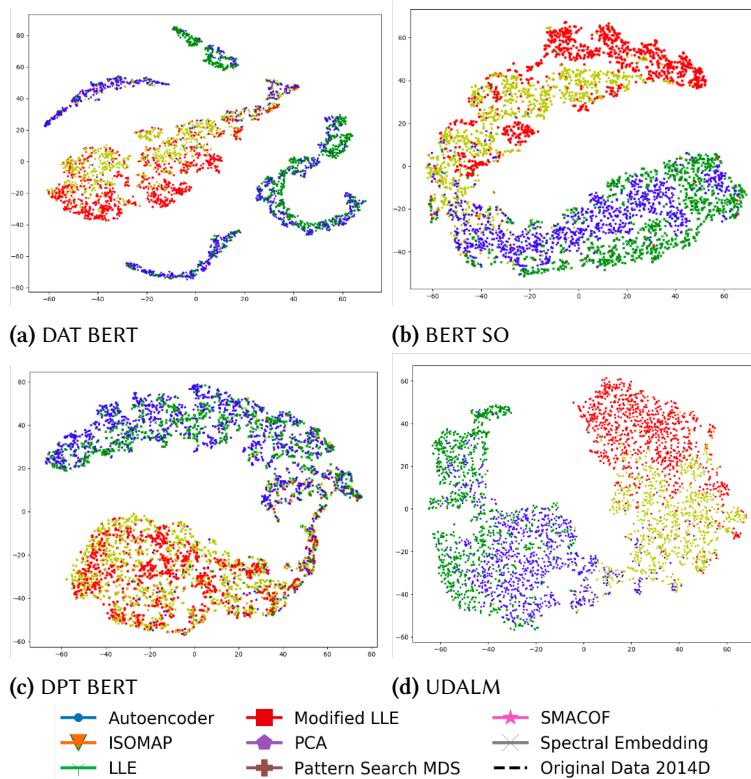 80
60
40
20
0
−20
−40
−60
80
−60 −40 −20 0 20 40 60
(a) DAT BERT
60
40
20
0
−20
−40
−60 −40 −20 0 20 40 60
(b) BERT SO
60
40
20
0
−20
−40
−60
−60 −40 −20 0 20 40 60 80
(c) DPT BERT
60
40
20
0
−20
−40
−60
−60 −40 −20 0 20 40 60
(d) UDALM
Autoencoder
ISOMAP
LLE
Modified LLE
PCA
Pattern Search MDS
SMACOF
Spectral Embedding
Original Data 2014D